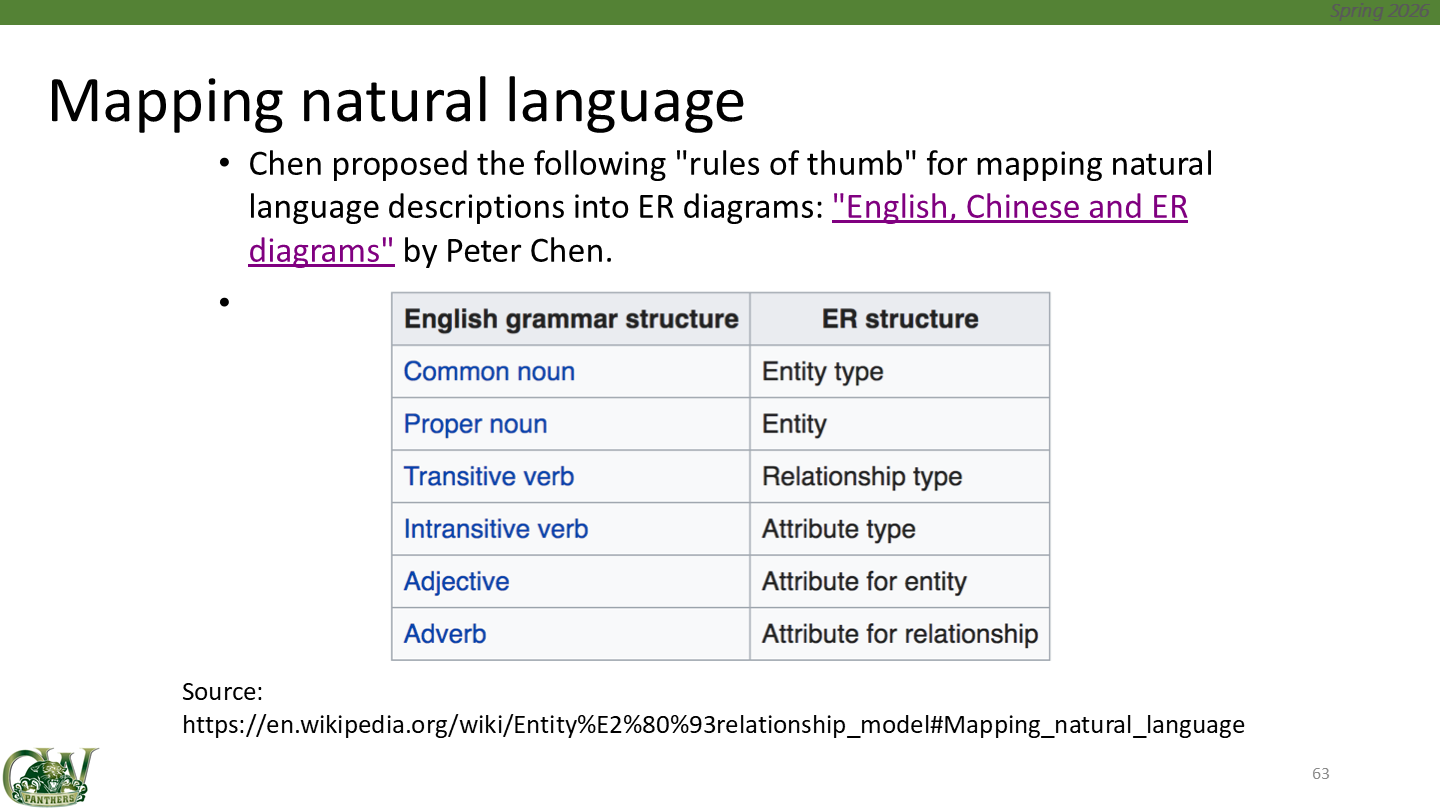 Spring 2026
Mapping natural language
• Chen proposed the following "rules of thumb" for mapping natural
language descriptions into ER diagrams: "English, Chinese and ER
diagrams" by Peter Chen.
•
English grammar structure ER structure
Common noun Entity type
Proper noun Entity
Transitive verb Relationship type
Intransitive verb Attribute type
Adjective Attribute for entity
Adverb Attribute for relationship
Source:
https://en.wikipedia.org/wiki/Entity%E2%80%93relationship_model#Mapping_natural_language
OW
PANTHERS
63